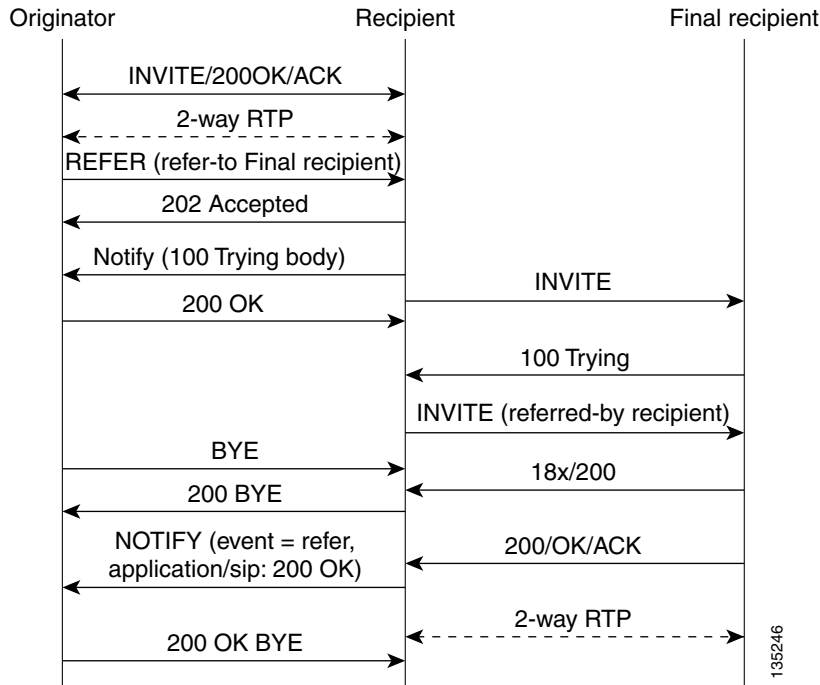 Originator
Recipient
Final recipient
INVITE/200OK/ACK
2-way RTP
REFER (refer-to Final recipient)
202 Accepted
Notify (100 Trying body)
INVITE
200 OK
100 Trying
INVITE (referred-by recipient)
BYE
18x/200
200 BYE
NOTIFY (event = refer,
application/sip: 200 OK)
200/OK/ACK
2-way RTP
200 OK BYE
135246